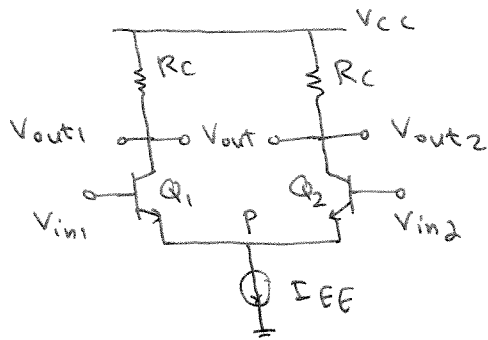 Vcc
Rc Rc
Vout1 Vout Vout2
Q1 Q2
Vin1 P Vin2
IEE